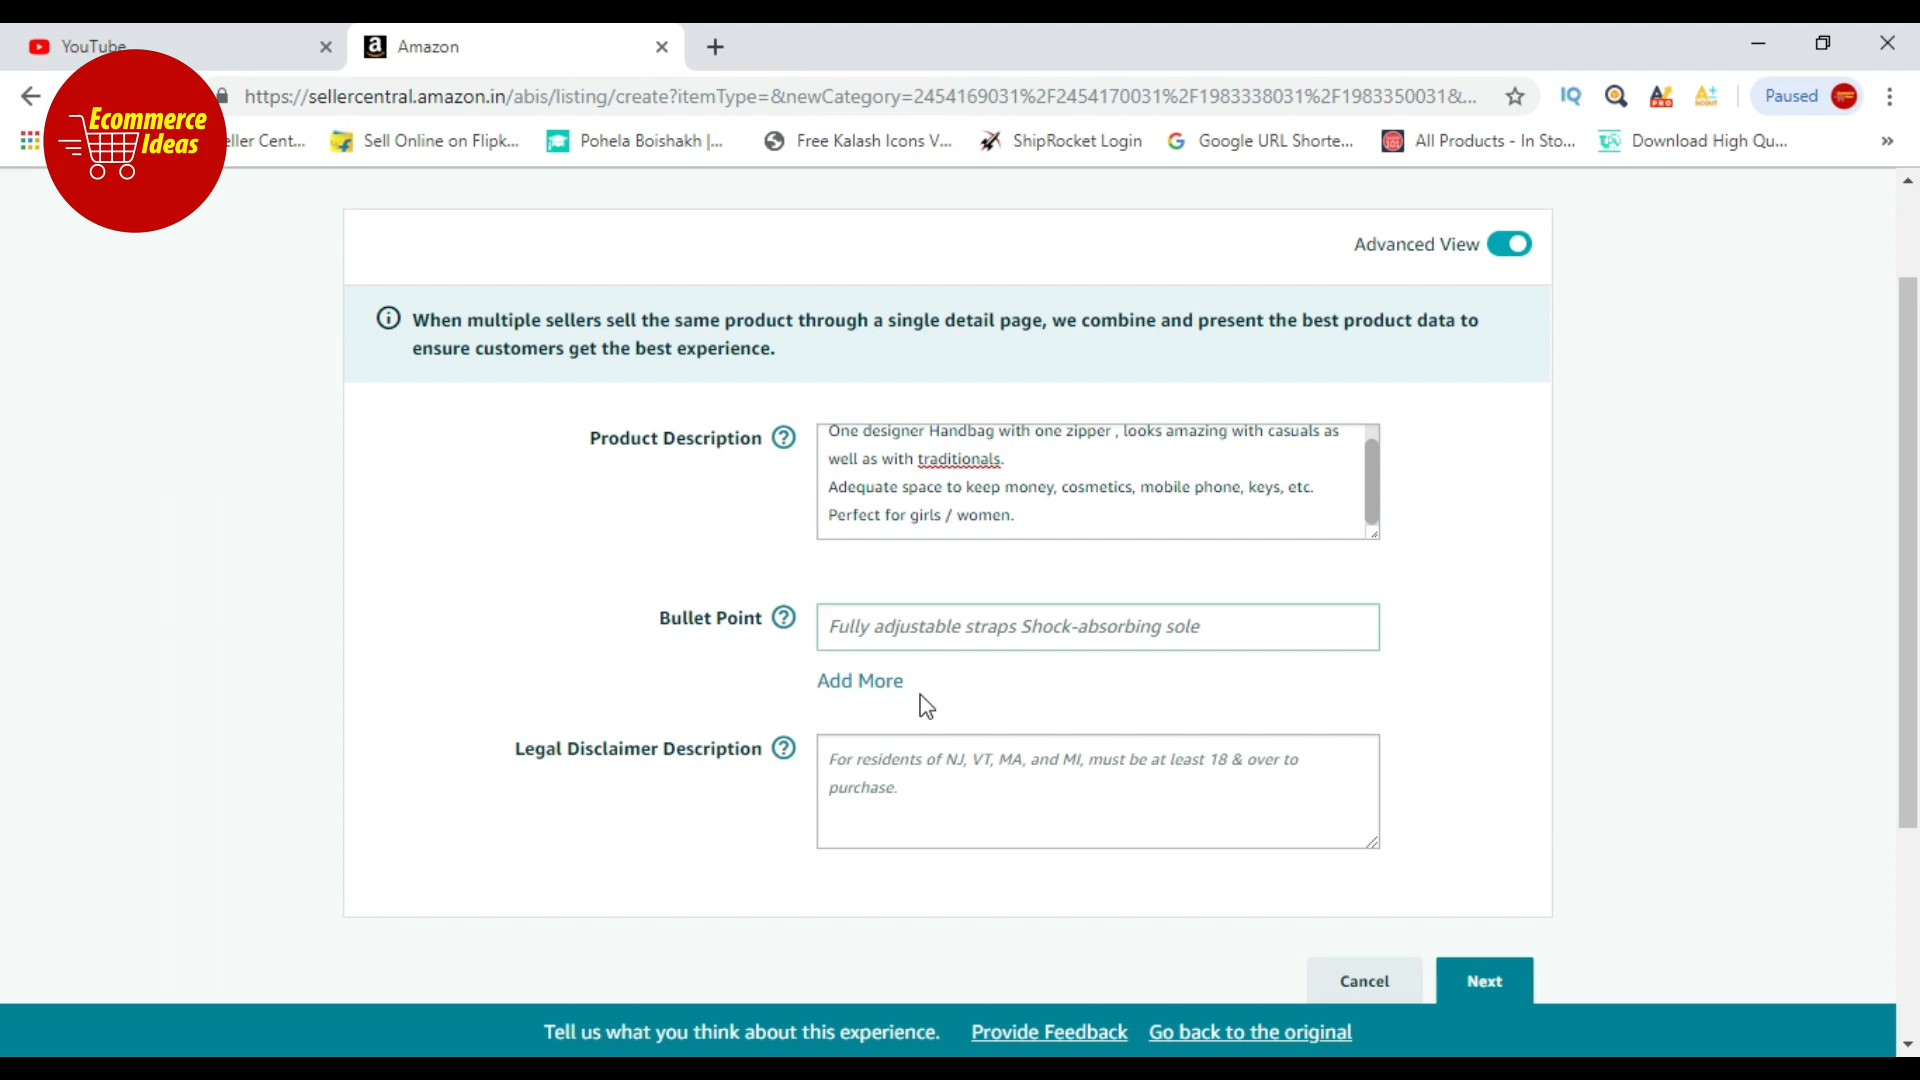 YouTube
Amazon
https://sellercentral.amazon.in/abis/listing/create?itemType=&newCategory=2454169031%2F2454170031%2F1983338031%2F1983350031&...
IQ
PRO
SCOUT
Paused
Ecommerce
Ideas
eller Cent...
Sell Online on Flipk...
Pohela Boishakh |...
Free Kalash Icons V...
ShipRocket Login
Google URL Shorte...
All Products - In Sto...
Download High Qu...
»
Advanced View
When multiple sellers sell the same product through a single detail page, we combine and present the best product data to
ensure customers get the best experience.
Product Description
One designer Handbag with one zipper , looks amazing with casuals as
well as with traditionals.
Adequate space to keep money, cosmetics, mobile phone, keys, etc.
Perfect for girls / women.
Bullet Point
Fully adjustable straps Shock-absorbing sole
Add More
Legal Disclaimer Description
For residents of NJ, VT, MA, and MI, must be at least 18 & over to
purchase.
Cancel
Next
Tell us what you think about this experience. Provide Feedback Go back to the original